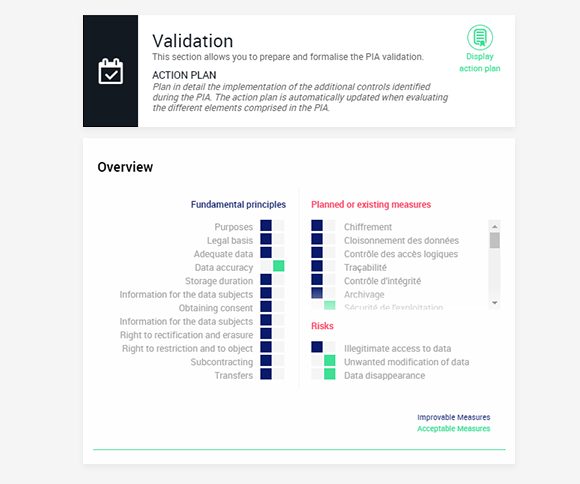 Validation
This section allows you to prepare and formalise the PIA validation.
Display
action plan
ACTION PLAN
Plan in detail the implementation of the additional controls identified
during the PIA. The action plan is automatically updated when evaluating
the different elements comprised in the PIA.
Overview
Fundamental principles
Purposes
Legal basis
Adequate data
Data accuracy
Storage duration
Information for the data subjects
Obtaining consent
Information for the data subjects
Right to rectification and erasure
Right to restriction and to object
Subcontracting
Transfers
Planned or existing measures
Chiffrement
Cloisonnement des données
Contrôle des accès logiques
Traçabilité
Contrôle d'intégrité
Archivage
Sécurité de l'exploitation
Risks
Illegitimate access to data
Unwanted modification of data
Data disappearance
Improvable Measures
Acceptable Measures